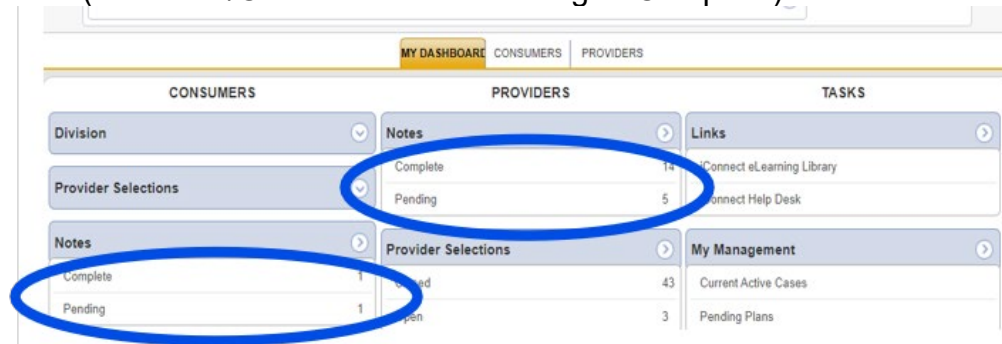 MY DASHBOARD CONSUMERS PROVIDERS
CONSUMERS
Division
Provider Selections
Notes
Complete 1
Pending 1
PROVIDERS
Notes
Complete 14
Pending 5
Provider Selections
43
3
TASKS
Links
iConnect eLearning Library
Help Desk
My Management
Current Active Cases
Pending Plans